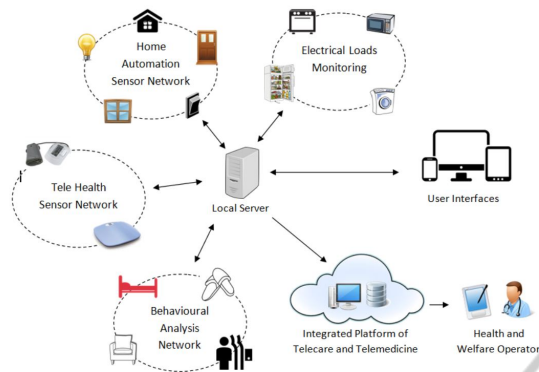 Home
Automation
Sensor Network
Electrical Loads
Monitoring
Tele Health
Sensor Network
Local Server
User Interfaces
Behavioural
Analysis
Network
Integrated Platform of
Telecare and Telemedicine
Health and
Welfare Operator